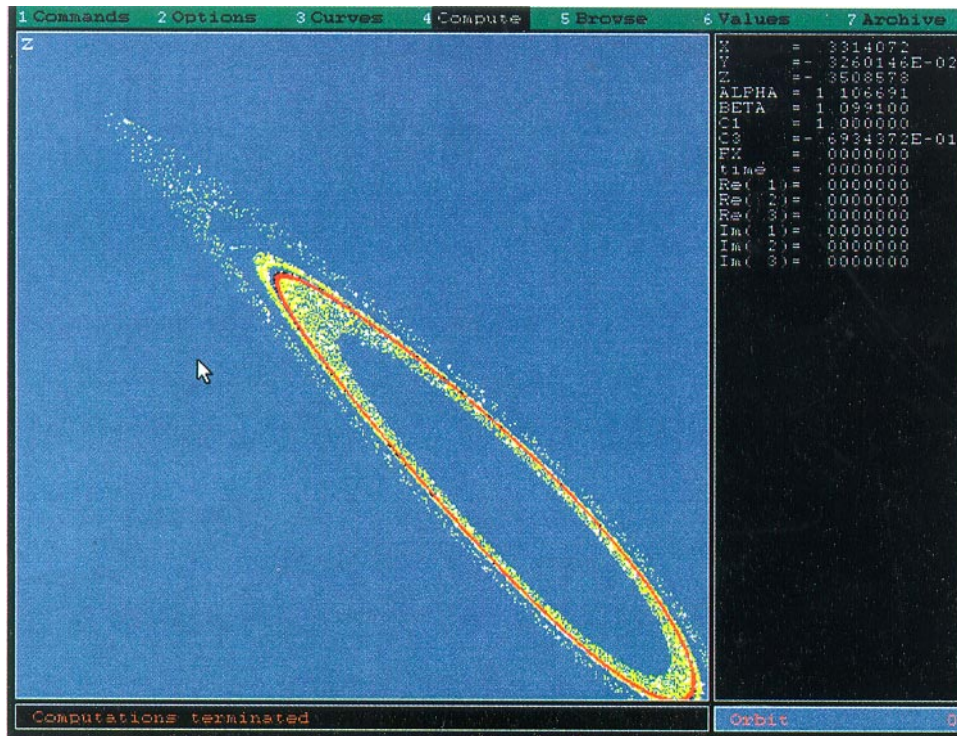 1 Commands 2 Options 3 Curves 4 Compute 5 Browse 6 Values 7 Archive
Z
X = .3314072
Y =-.3260146E-02
Z =-.3508578
ALPHA = 1.106691
BETA = 1.099100
C1 = 1.000000
C3 =-.6934372E-01
FX = .0000000
time = .0000000
Re( 1)= .0000000
Re( 2)= .0000000
Re( 3)= .0000000
Im( 1)= .0000000
Im( 2)= .0000000
Im( 3)= .0000000
Computations terminated
Orbit 0